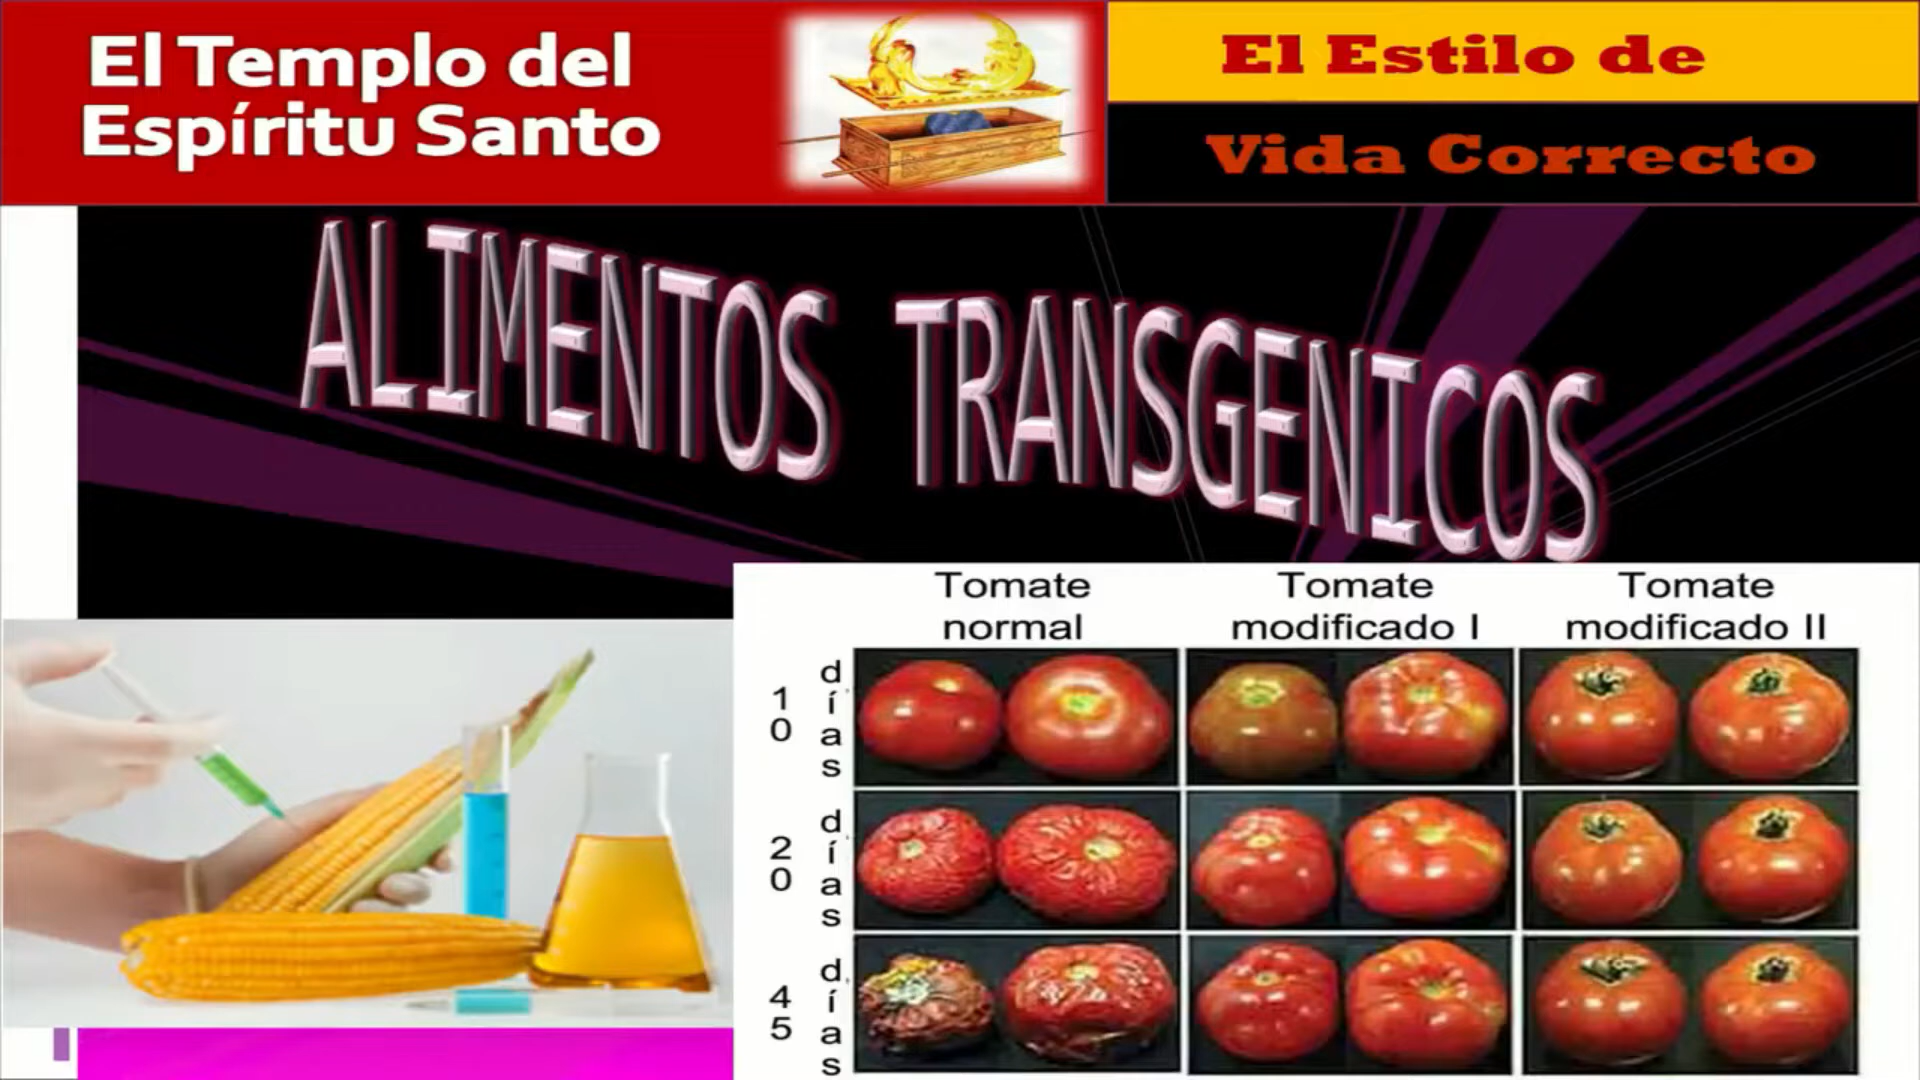 El Templo del
Espíritu Santo
El Estilo de
Vida Correcto
ALIMENTOS TRANSGENICOS
Tomate
normal
Tomate
modificado I
Tomate
modificado II
10 días
20 días
45 días